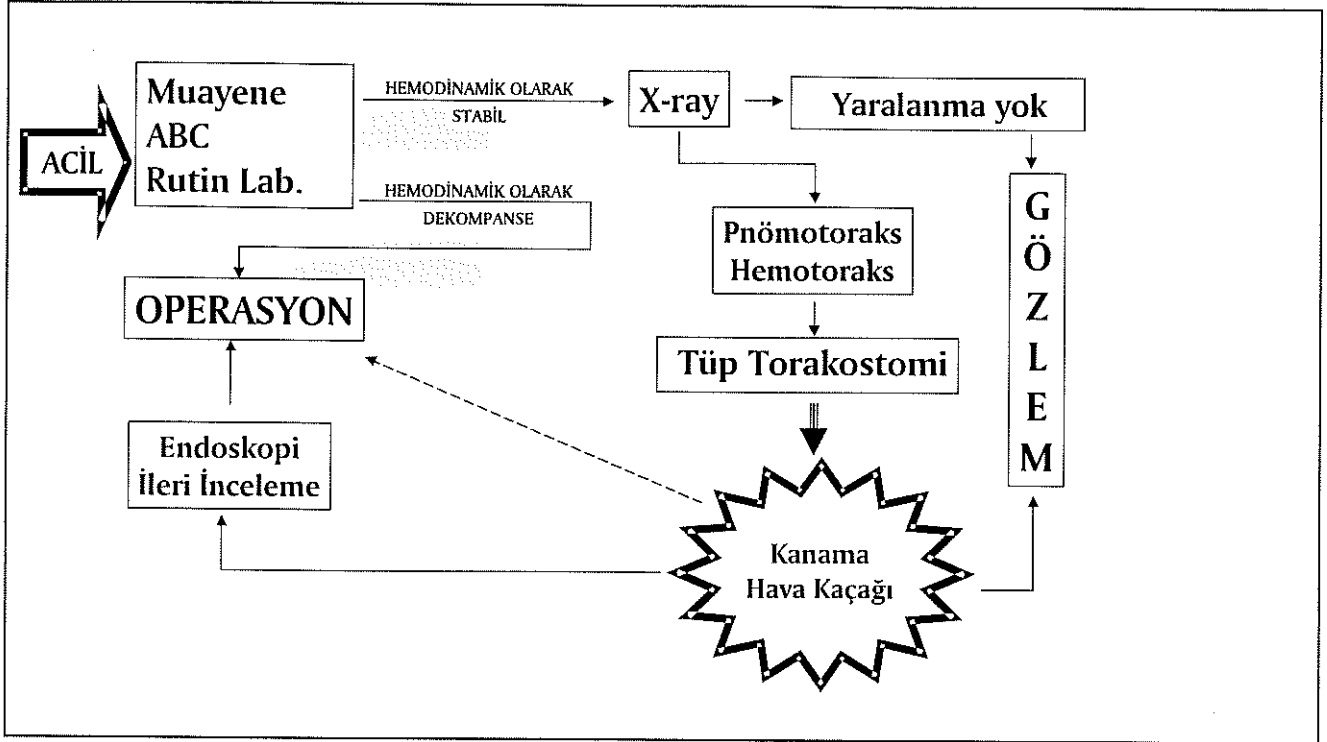 ACİL
Muayene
ABC
Rutin Lab.
HEMODİNAMİK OLARAK
STABİL
X-ray
Yaralanma yok
HEMODİNAMİK OLARAK
DEKOMPANSE
GÖZLEM
Pnömotoraks
Hemotoraks
OPERASYON
Tüp Torakostomi
Endoskopi
İleri İnceleme
Kanama
Hava Kaçağı